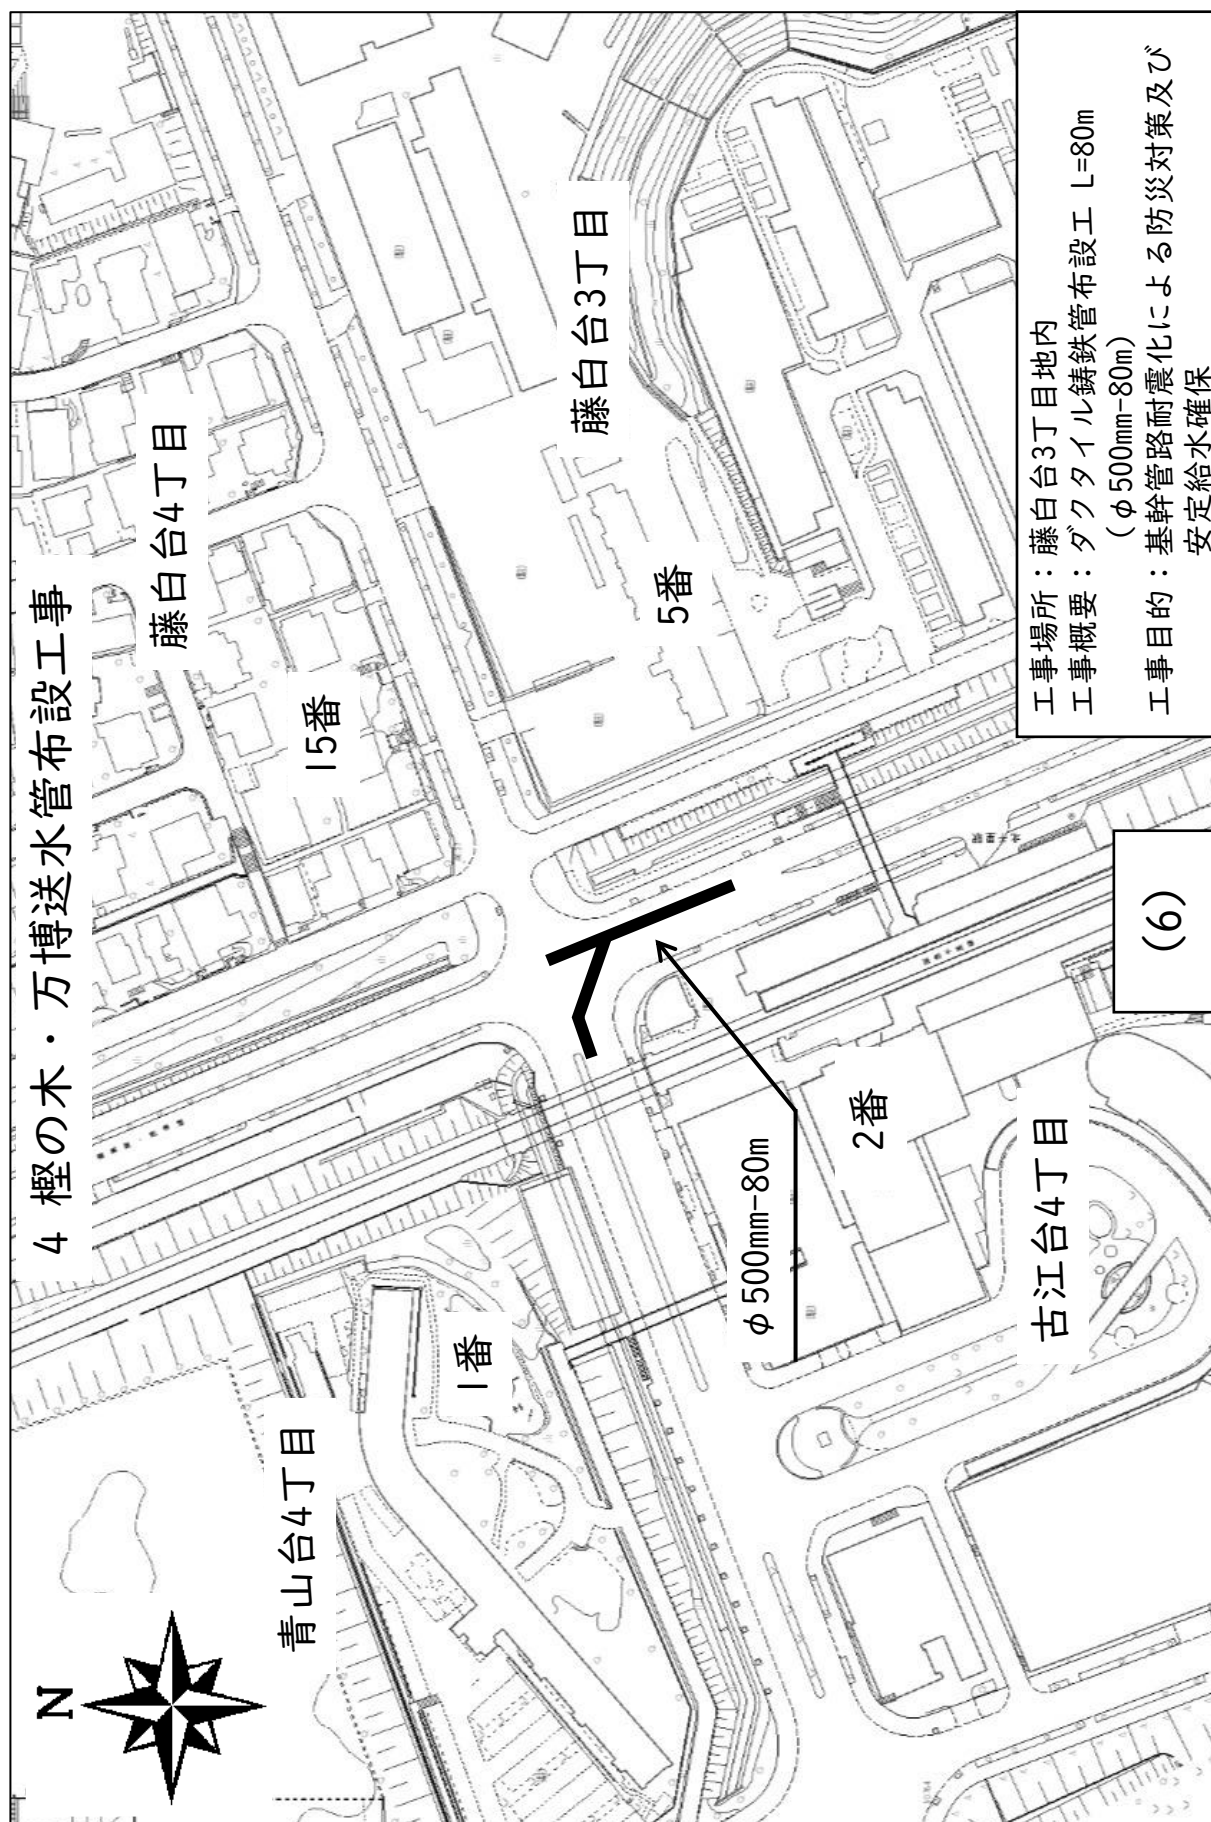 4 樫の木・万博送水管布設工事
N
藤白台4丁目
15番
藤白台3丁目
5番
青山台4丁目
1番
φ500mm-80m
2番
古江台4丁目
北千里駅
工事場所：藤白台3丁目地内
工事概要：ダクタイル鋳鉄管布設工 L=80m
(φ500mm-80m)
工事目的：基幹管路耐震化による防災対策及び
安定給水確保
(6)